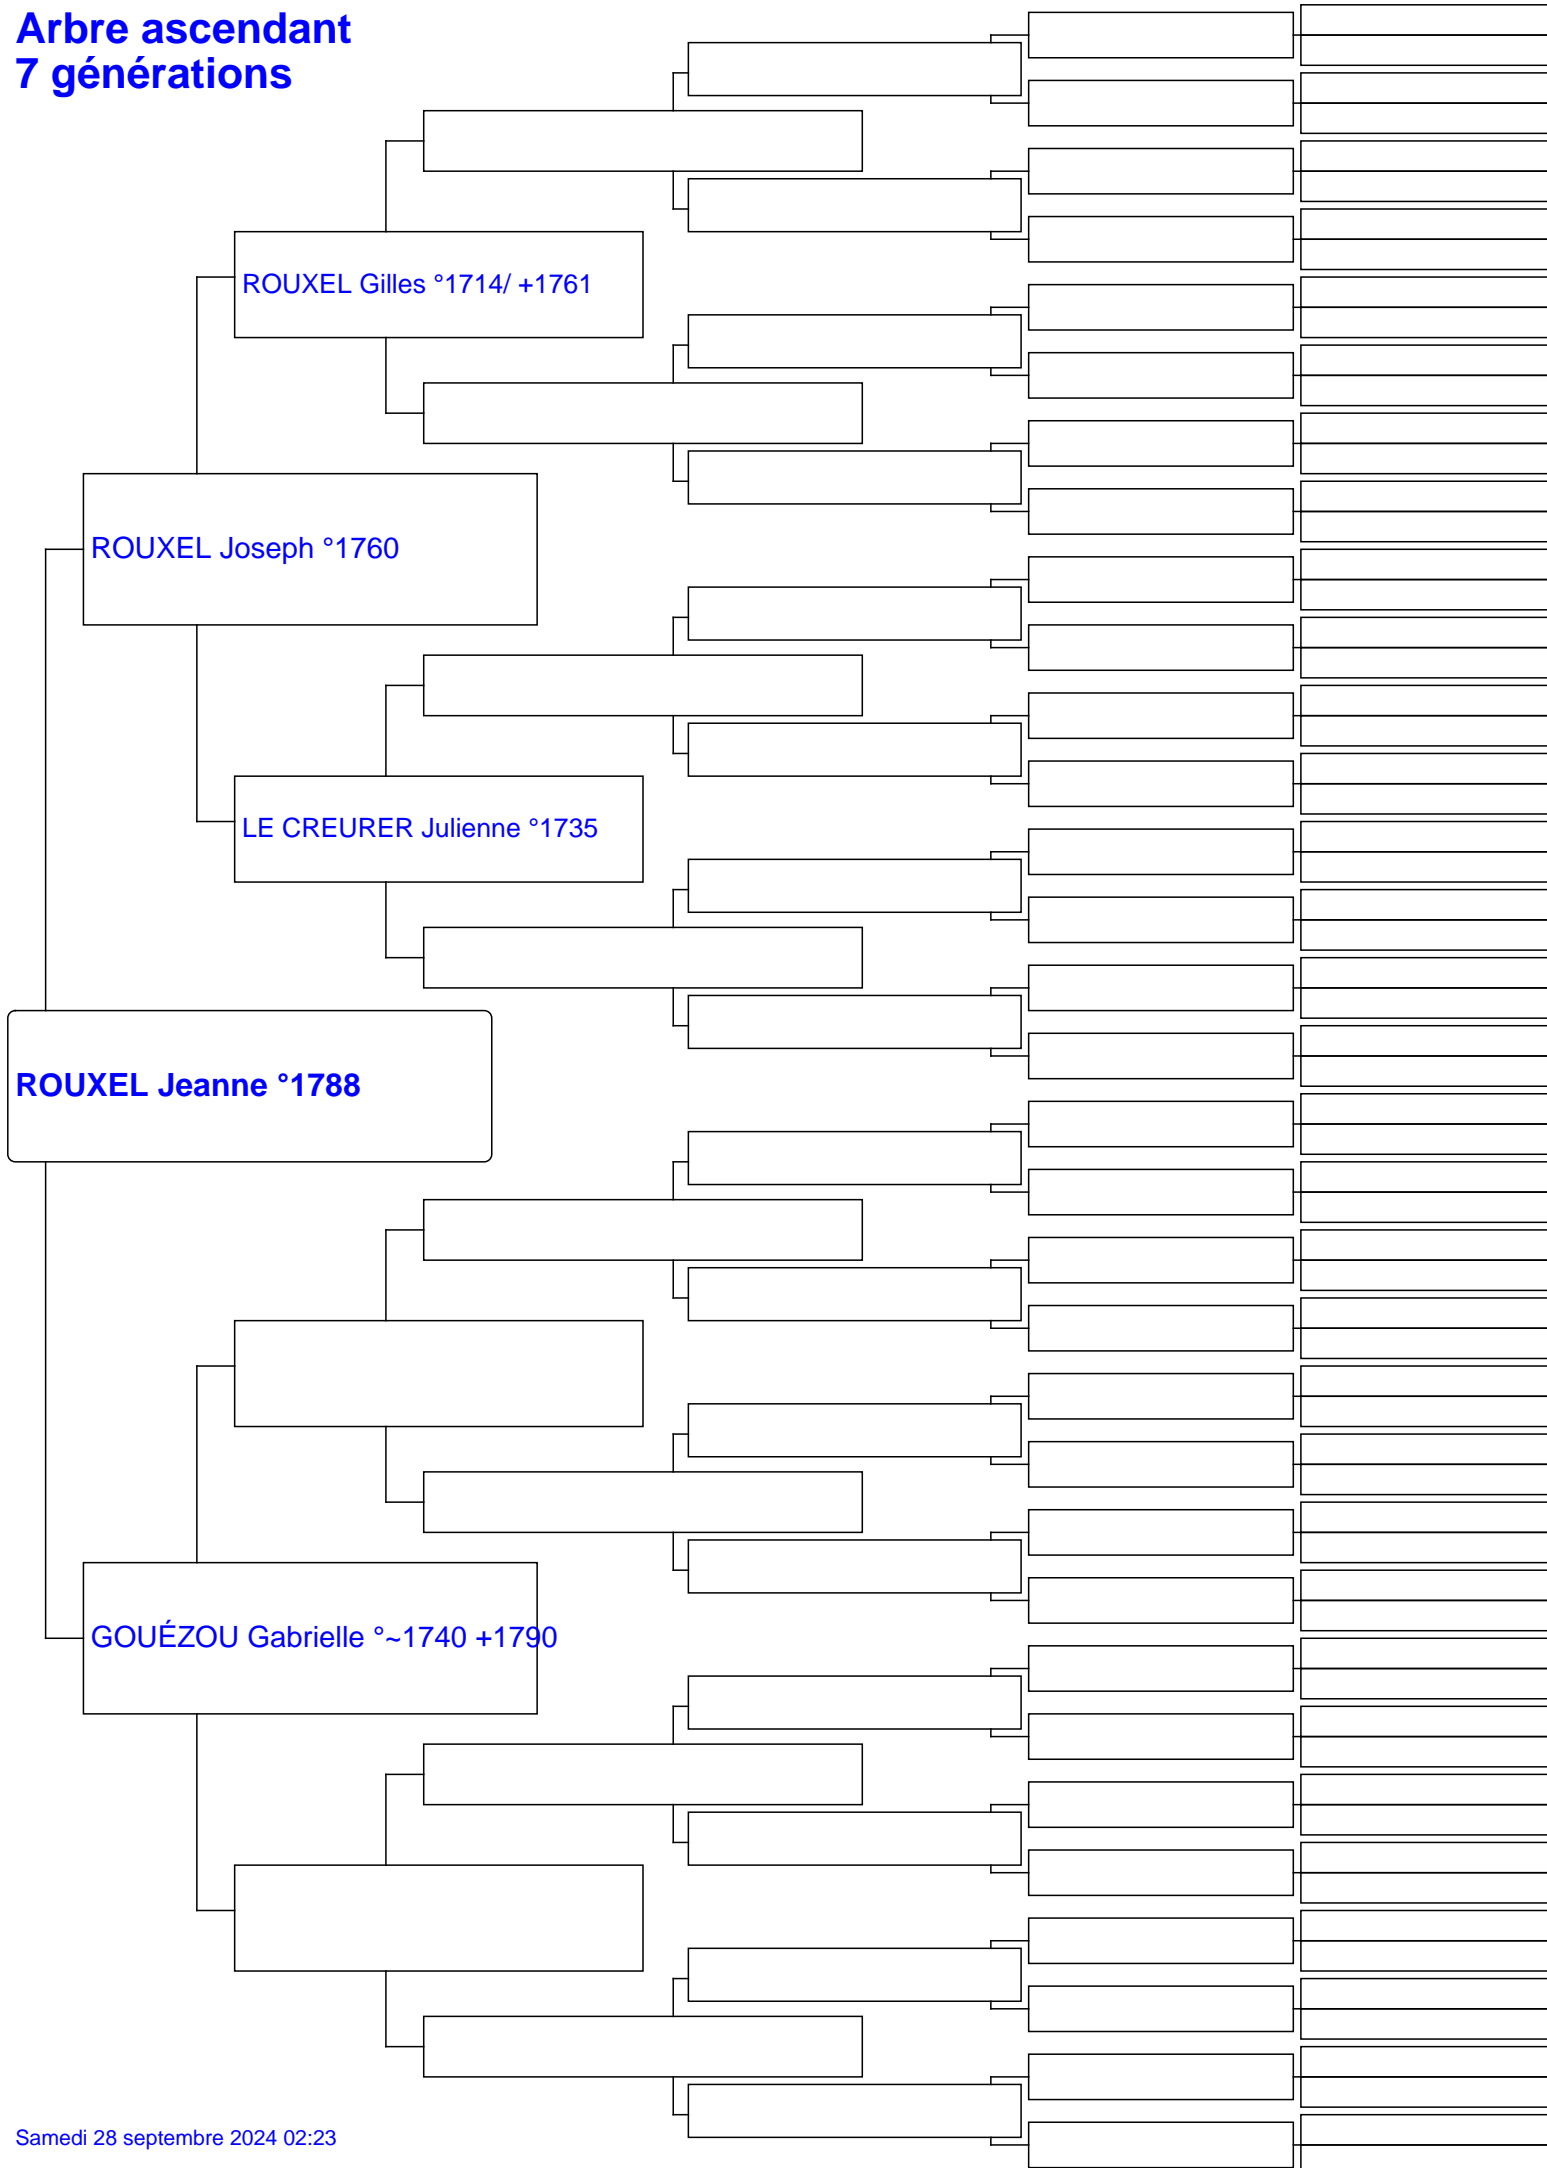 Arbre ascendant
7 générations
ROUXEL Gilles °1714/ +1761
ROUXEL Joseph °1760
LE CREURER Julienne °1735
ROUXEL Jeanne °1788
GOUÉZOU Gabrielle °~1740 +1790
Samedi 28 septembre 2024 02:23